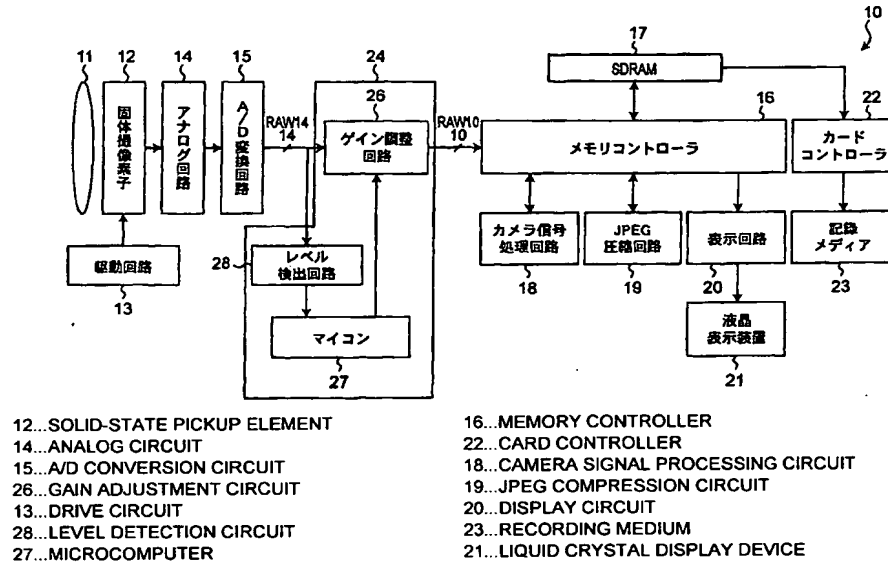 10
11
12
14
15
24
26
17
SDRAM
16
22
固体撮像素子
アナログ回路
A/D変換回路
RAW14
14
ゲイン調整
回路
RAW10
10
メモリコントローラ
カード
コントローラ
駆動回路
13
28
レベル
検出回路
マイコン
27
カメラ信号
処理回路
18
JPEG
圧縮回路
19
表示回路
20
記録
メディア
23
液晶
表示装置
21
12...SOLID-STATE PICKUP ELEMENT
14...ANALOG CIRCUIT
15...A/D CONVERSION CIRCUIT
26...GAIN ADJUSTMENT CIRCUIT
13...DRIVE CIRCUIT
28...LEVEL DETECTION CIRCUIT
27...MICROCOMPUTER
16...MEMORY CONTROLLER
22...CARD CONTROLLER
18...CAMERA SIGNAL PROCESSING CIRCUIT
19...JPEG COMPRESSION CIRCUIT
20...DISPLAY CIRCUIT
23...RECORDING MEDIUM
21...LIQUID CRYSTAL DISPLAY DEVICE